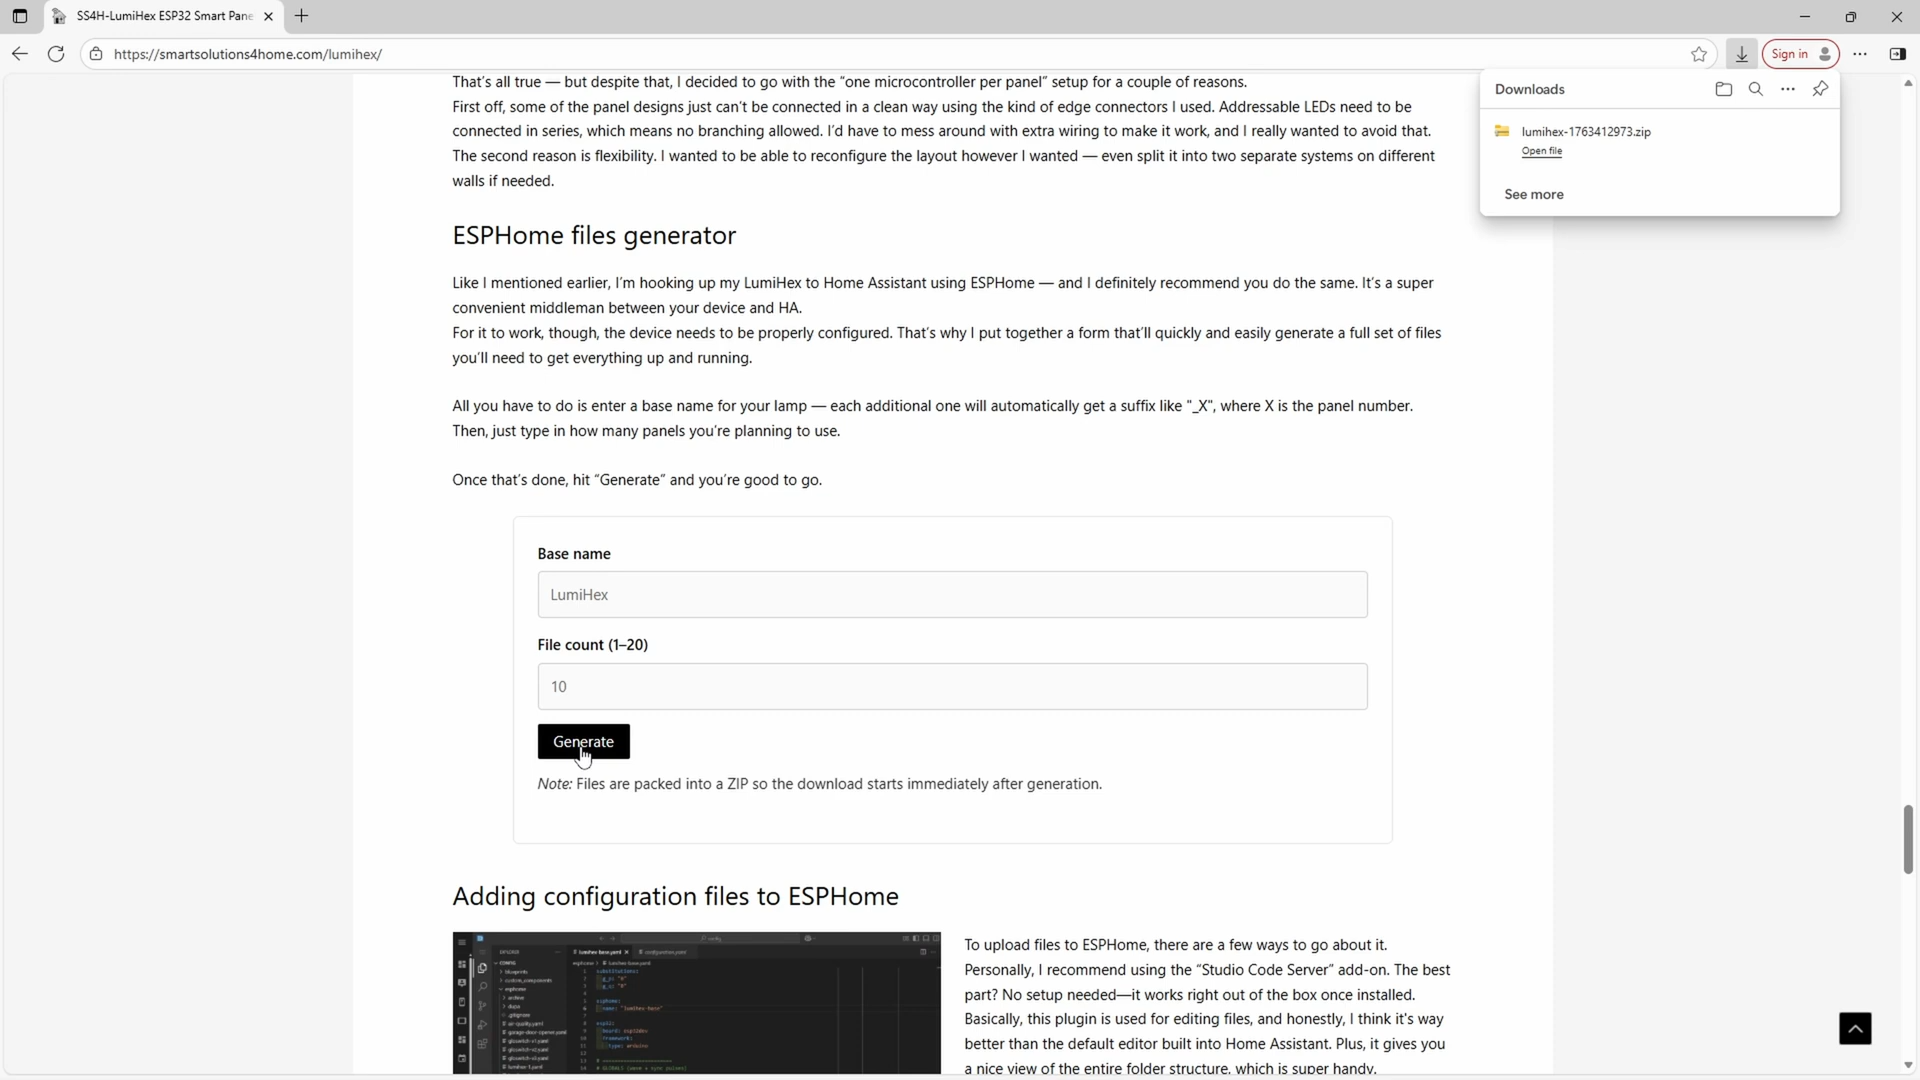 SS4H-LumiHex ESP32 Smart Pane
https://smartsolutions4home.com/lumihex/
Sign in
Downloads
lumihex-1763412973.zip
Open file
See more
That's all true — but despite that, I decided to go with the "one microcontroller per panel" setup for a couple of reasons.
First off, some of the panel designs just can't be connected in a clean way using the kind of edge connectors I used. Addressable LEDs need to be
connected in series, which means no branching allowed. I'd have to mess around with extra wiring to make it work, and I really wanted to avoid that.
The second reason is flexibility. I wanted to be able to reconfigure the layout however I wanted — even split it into two separate systems on different
walls if needed.
ESPHome files generator
Like I mentioned earlier, I'm hooking up my LumiHex to Home Assistant using ESPHome — and I definitely recommend you do the same. It's a super
convenient middleman between your device and HA.
For it to work, though, the device needs to be properly configured. That's why I put together a form that'll quickly and easily generate a full set of files
you'll need to get everything up and running.
All you have to do is enter a base name for your lamp — each additional one will automatically get a suffix like "_X", where X is the panel number.
Then, just type in how many panels you're planning to use.
Once that's done, hit "Generate" and you're good to go.
Base name
LumiHex
File count (1–20)
10
Generate
Note: Files are packed into a ZIP so the download starts immediately after generation.
Adding configuration files to ESPHome
To upload files to ESPHome, there are a few ways to go about it.
Personally, I recommend using the "Studio Code Server" add-on. The best
part? No setup needed—it works right out of the box once installed.
Basically, this plugin is used for editing files, and honestly, I think it's way
better than the default editor built into Home Assistant. Plus, it gives you
a nice view of the entire folder structure, which is super handy.